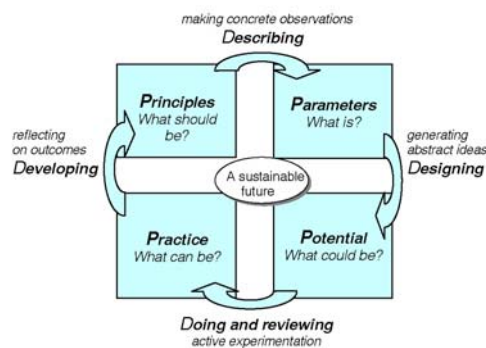 making concrete observations
Describing
Principles
What should
be?
Parameters
What is?
reflecting
on outcomes
Developing
generating
abstract ideas
Designing
A sustainable
future
Practice
What can be?
Potential
What could be?
Doing and reviewing
active experimentation